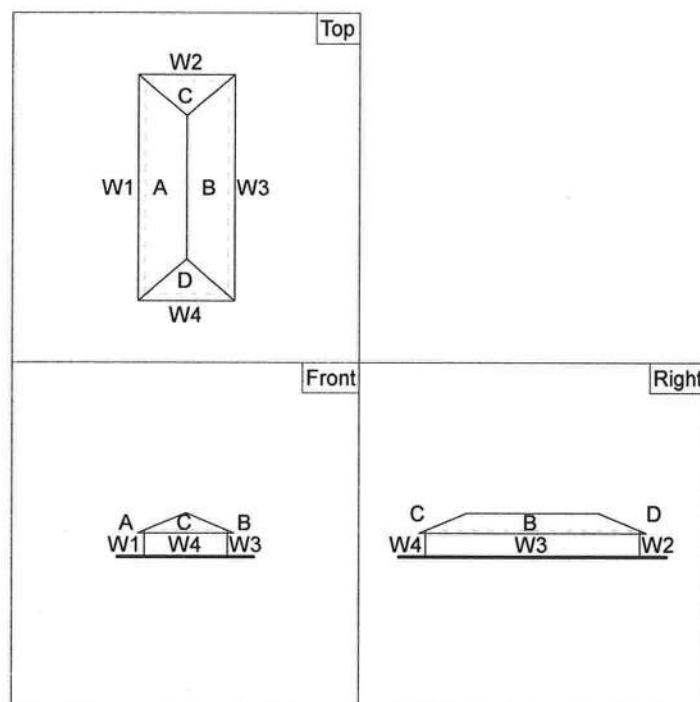 Top
W2
C
W1 A B W3
D
W4
Front
Right
A C B
W1 W4 W3
C B D
W4 W3 W2